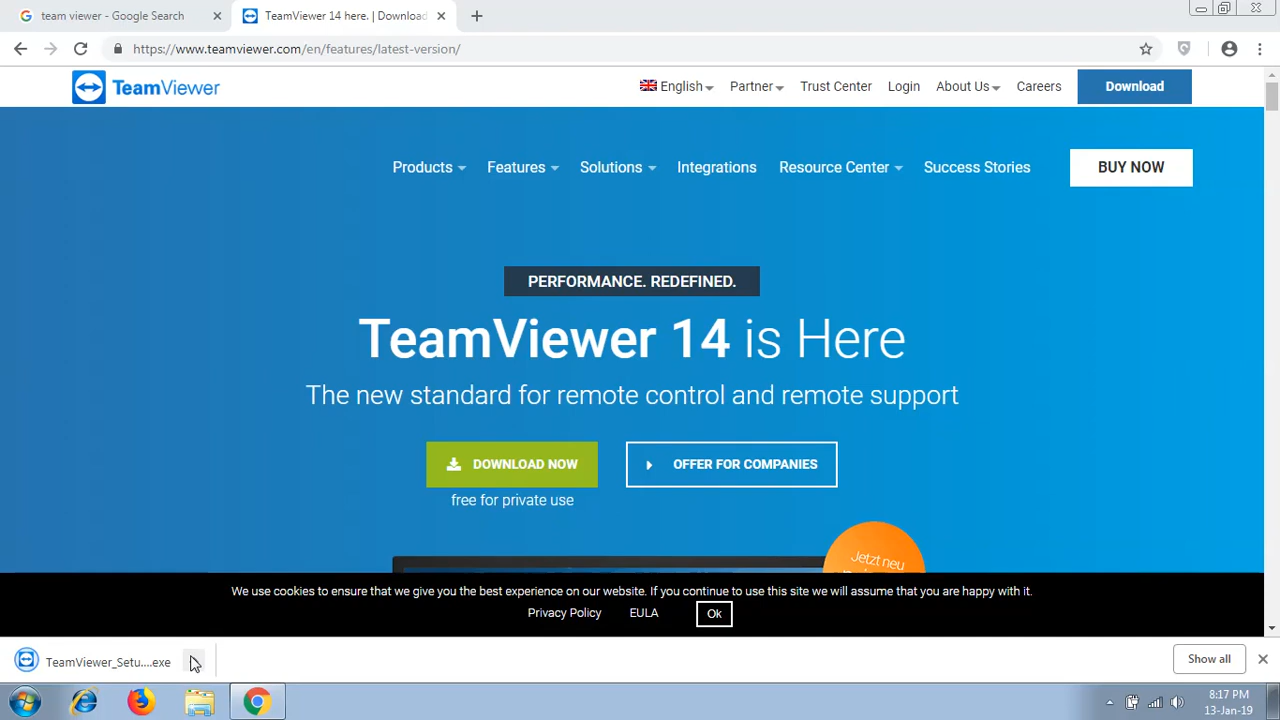 team viewer - Google Search
TeamViewer 14 here. | Download
https://www.teamviewer.com/en/features/latest-version/
TeamViewer
English
Partner
Trust Center
Login
About Us
Careers
Download
Products
Features
Solutions
Integrations
Resource Center
Success Stories
BUY NOW
PERFORMANCE. REDEFINED.
TeamViewer 14 is Here
The new standard for remote control and remote support
DOWNLOAD NOW
OFFER FOR COMPANIES
free for private use
Jetzt neu
We use cookies to ensure that we give you the best experience on our website. If you continue to use this site we will assume that you are happy with it.
Privacy Policy
EULA
Ok
TeamViewer_Setu....exe
Show all
8:17 PM
13-Jan-19